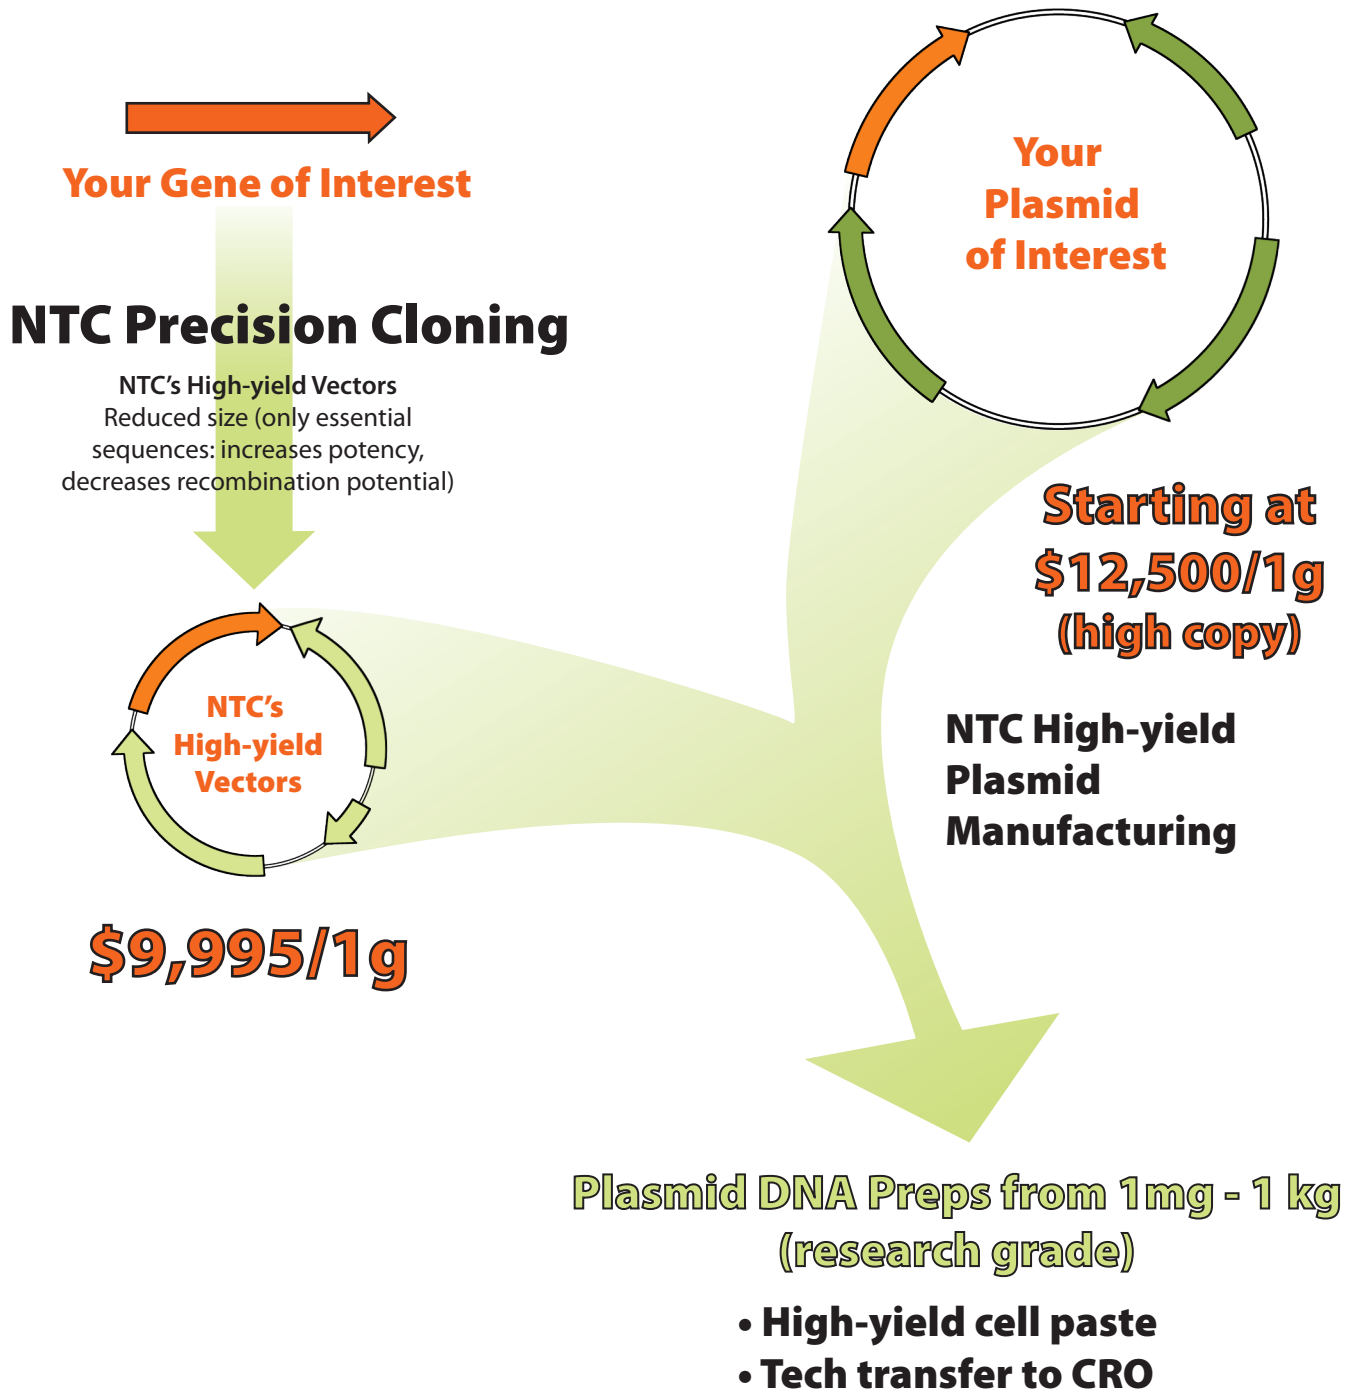 Your Gene of Interest
NTC Precision Cloning
NTC's High-yield Vectors
Reduced size (only essential
sequences: increases potency,
decreases recombination potential)
NTC's
High-yield
Vectors
$9,995/1g
Your
Plasmid
of Interest
Starting at
$12,500/1g
(high copy)
NTC High-yield
Plasmid
Manufacturing
Plasmid DNA Preps from 1mg - 1 kg
(research grade)
• High-yield cell paste
• Tech transfer to CRO